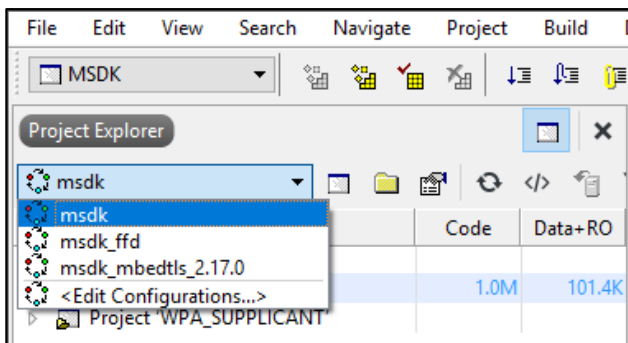 File Edit View Search Navigate Project Build
MSDK
Project Explorer
msdk
msdk
Code Data+RO
msdk_ffd
msdk_mbedtls_2.17.0
<Edit Configurations...> 1.0M 101.4K
Project 'WPA_SUPPLICANT'